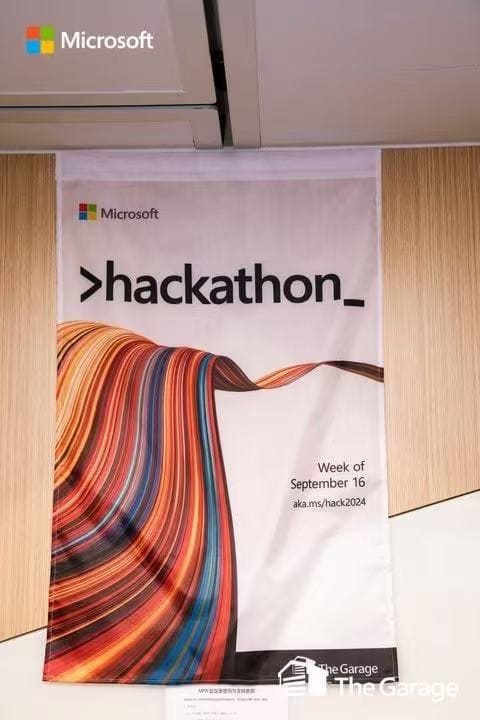 Microsoft
Microsoft
>hackathon_
Week of
September 16
aka.ms/hack2024
The Garage
The Garage